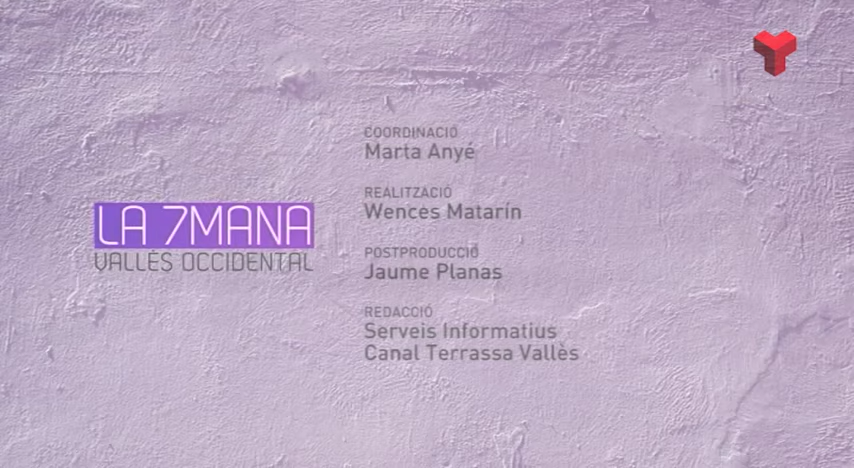 LA 7MANA
VALLÈS OCCIDENTAL
COORDINACIÓ
Marta Anyé
REALITZACIÓ
Wences Matarín
POSTPRODUCCIÓ
Jaume Planas
REDACCIÓ
Serveis Informatius
Canal Terrassa Vallès